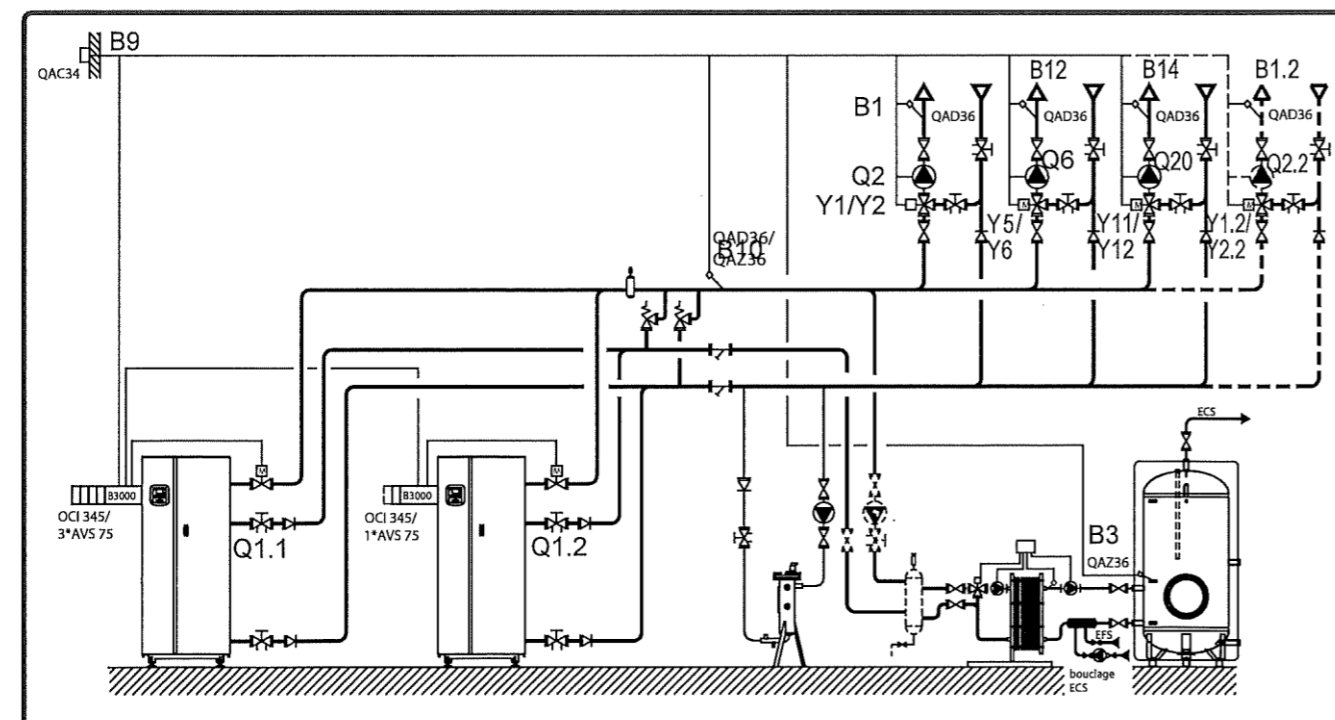 B9
QAC34
B12
B14
B1.2
B1
QAD36
QAD36
QAD36
QAD36
Q2
Q6
Q20
Q2.2
Y1/Y2
Y5/
Y6
Y11/
Y12
Y1.2/
Y2.2
QAD36/
B10
QAZ36
ECS
B3000
OCI 345/
3*AVS 75
Q1.1
B3000
OCI 345/
1*AVS 75
Q1.2
B3
QAZ36
EFS
bouclage
ECS